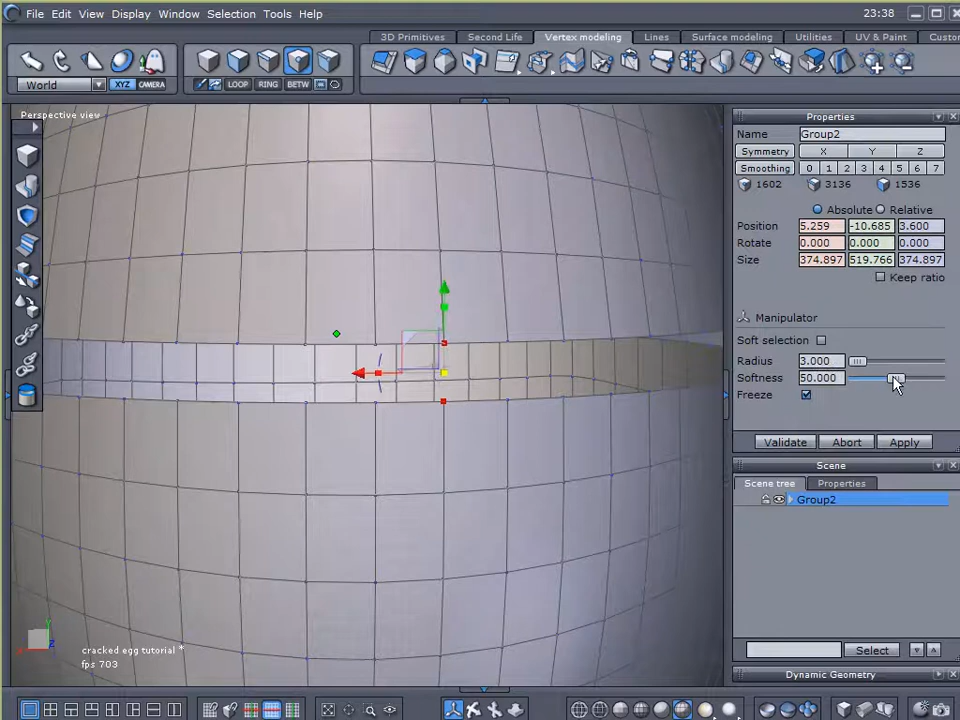 File Edit View Display Window Selection Tools Help 23:38
3D Primitives Second Life Vertex modeling Lines Surface modeling Utilities UV & Paint
World XYZ CAMERA LOOP RING BETW
Perspective view
Properties
Name Group2
Symmetry X Y Z
Smoothing 0 1 2 3 4 5 6 7
1602 3136 1536
Absolute Relative
Position 5.259 -10.685 3.600
Rotate 0.000 0.000 0.000
Size 374.897 519.766 374.897
Keep ratio
Manipulator
Soft selection
Radius 3.000
Softness 50.000
Freeze
Validate Abort Apply
Scene
Scene tree Properties
Group2
cracked egg tutorial *
fps 703
Select
Dynamic Geometry